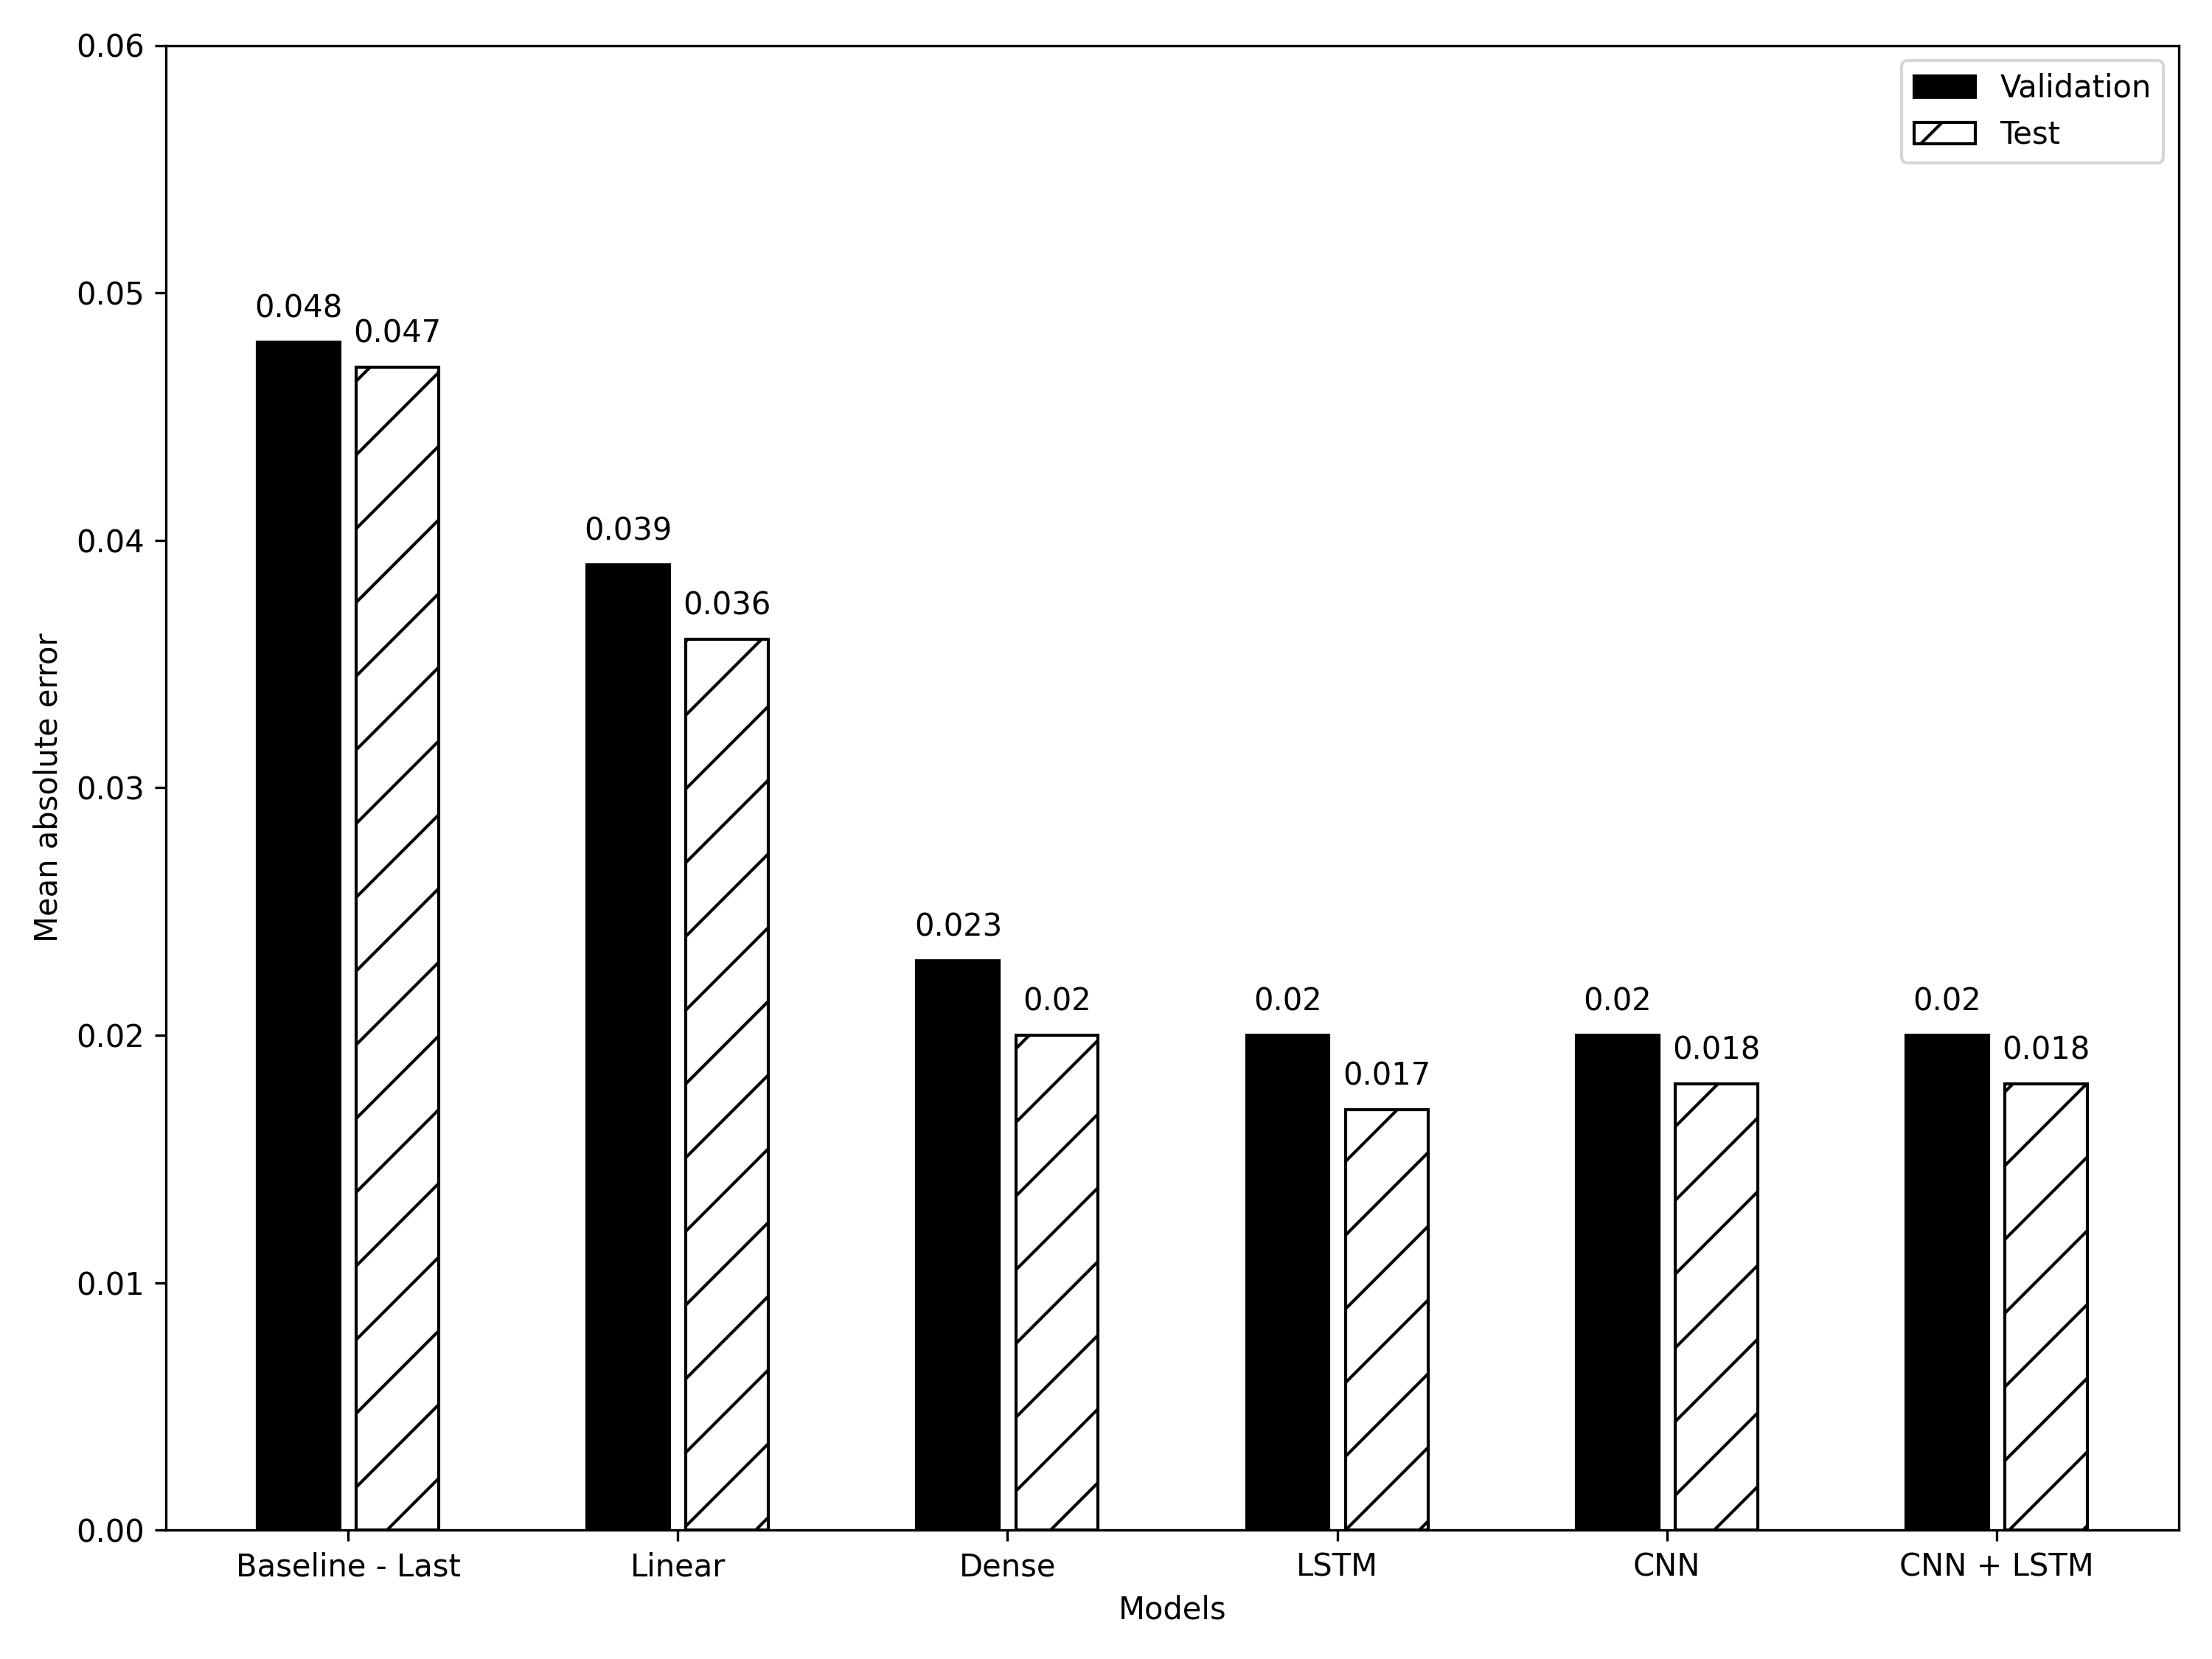 0.06
0.05
0.04
0.03
0.02
0.01
0.00
Mean absolute error
Validation
Test
0.048
0.047
0.039
0.036
0.023
0.02
0.02
0.017
0.02
0.018
0.02
0.018
Baseline - Last
Linear
Dense
LSTM
CNN
CNN + LSTM
Models